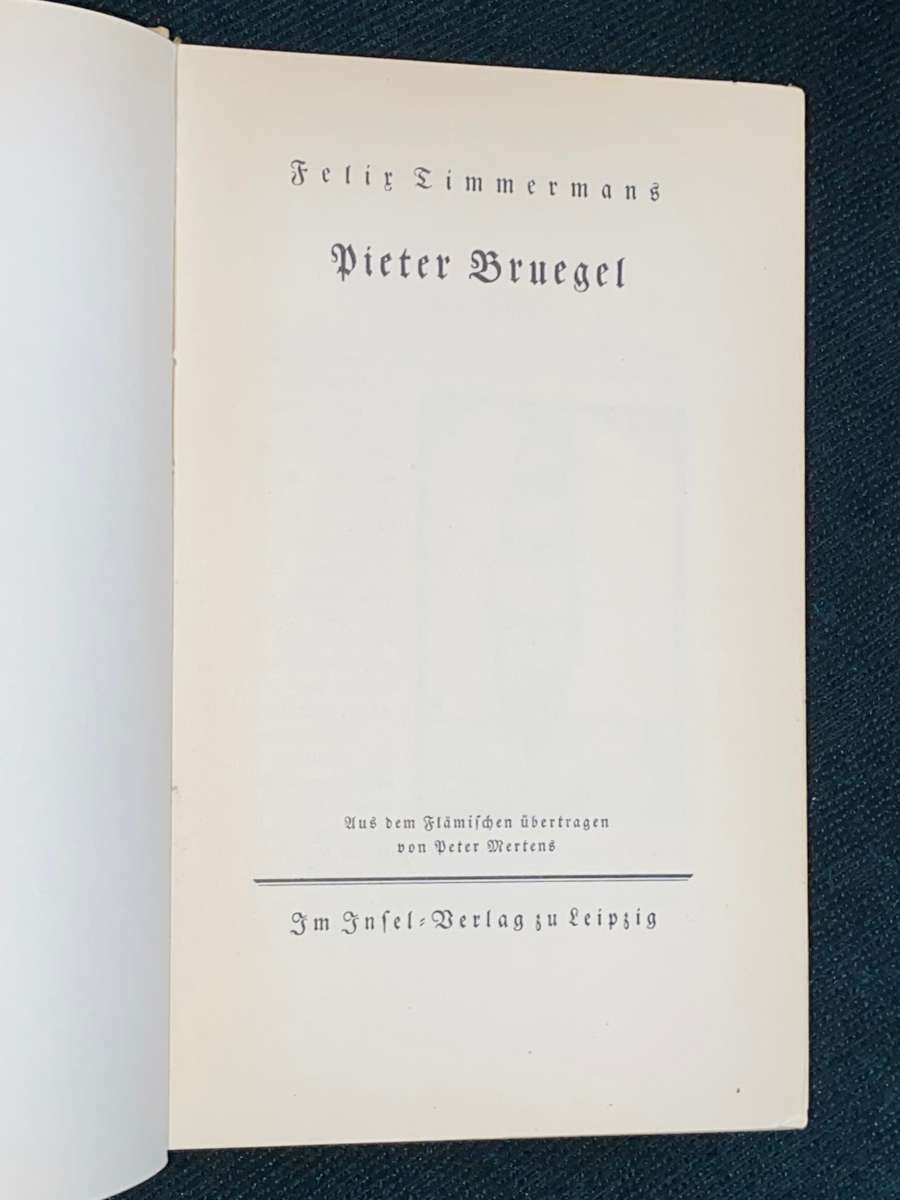 Felix Timmermans
Pieter Bruegel
Aus dem Flämiſchen übertragen
von Peter Mertens
Im Inſel-Verlag zu Leipzig